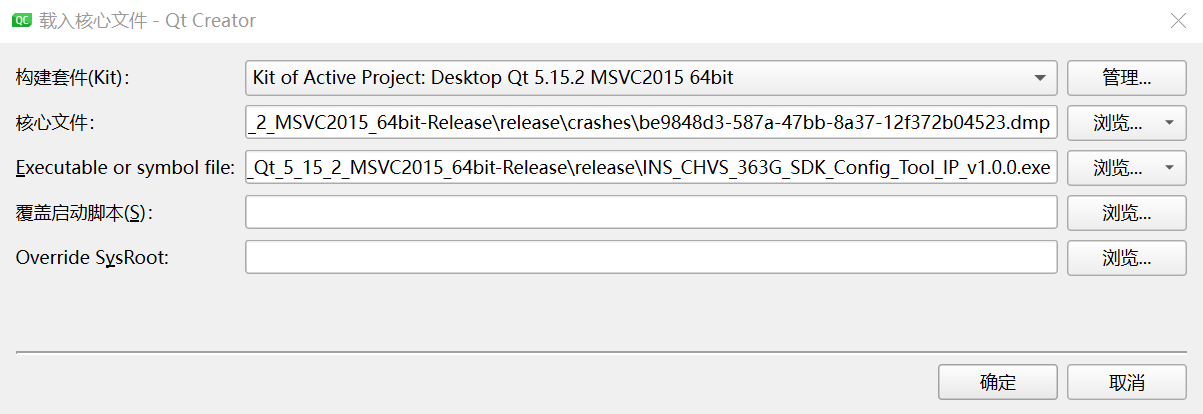 QC 载入核心文件 - Qt Creator
构建套件(Kit): Kit of Active Project: Desktop Qt 5.15.2 MSVC2015 64bit 管理...
核心文件: _2_MSVC2015_64bit-Release\release\crashes\be9848d3-587a-47bb-8a37-12f372b04523.dmp 浏览...
Executable or symbol file: _Qt_5_15_2_MSVC2015_64bit-Release\release\INS_CHVS_363G_SDK_Config_Tool_IP_v1.0.0.exe 浏览...
覆盖启动脚本(S): 浏览...
Override SysRoot: 浏览...
确定 取消